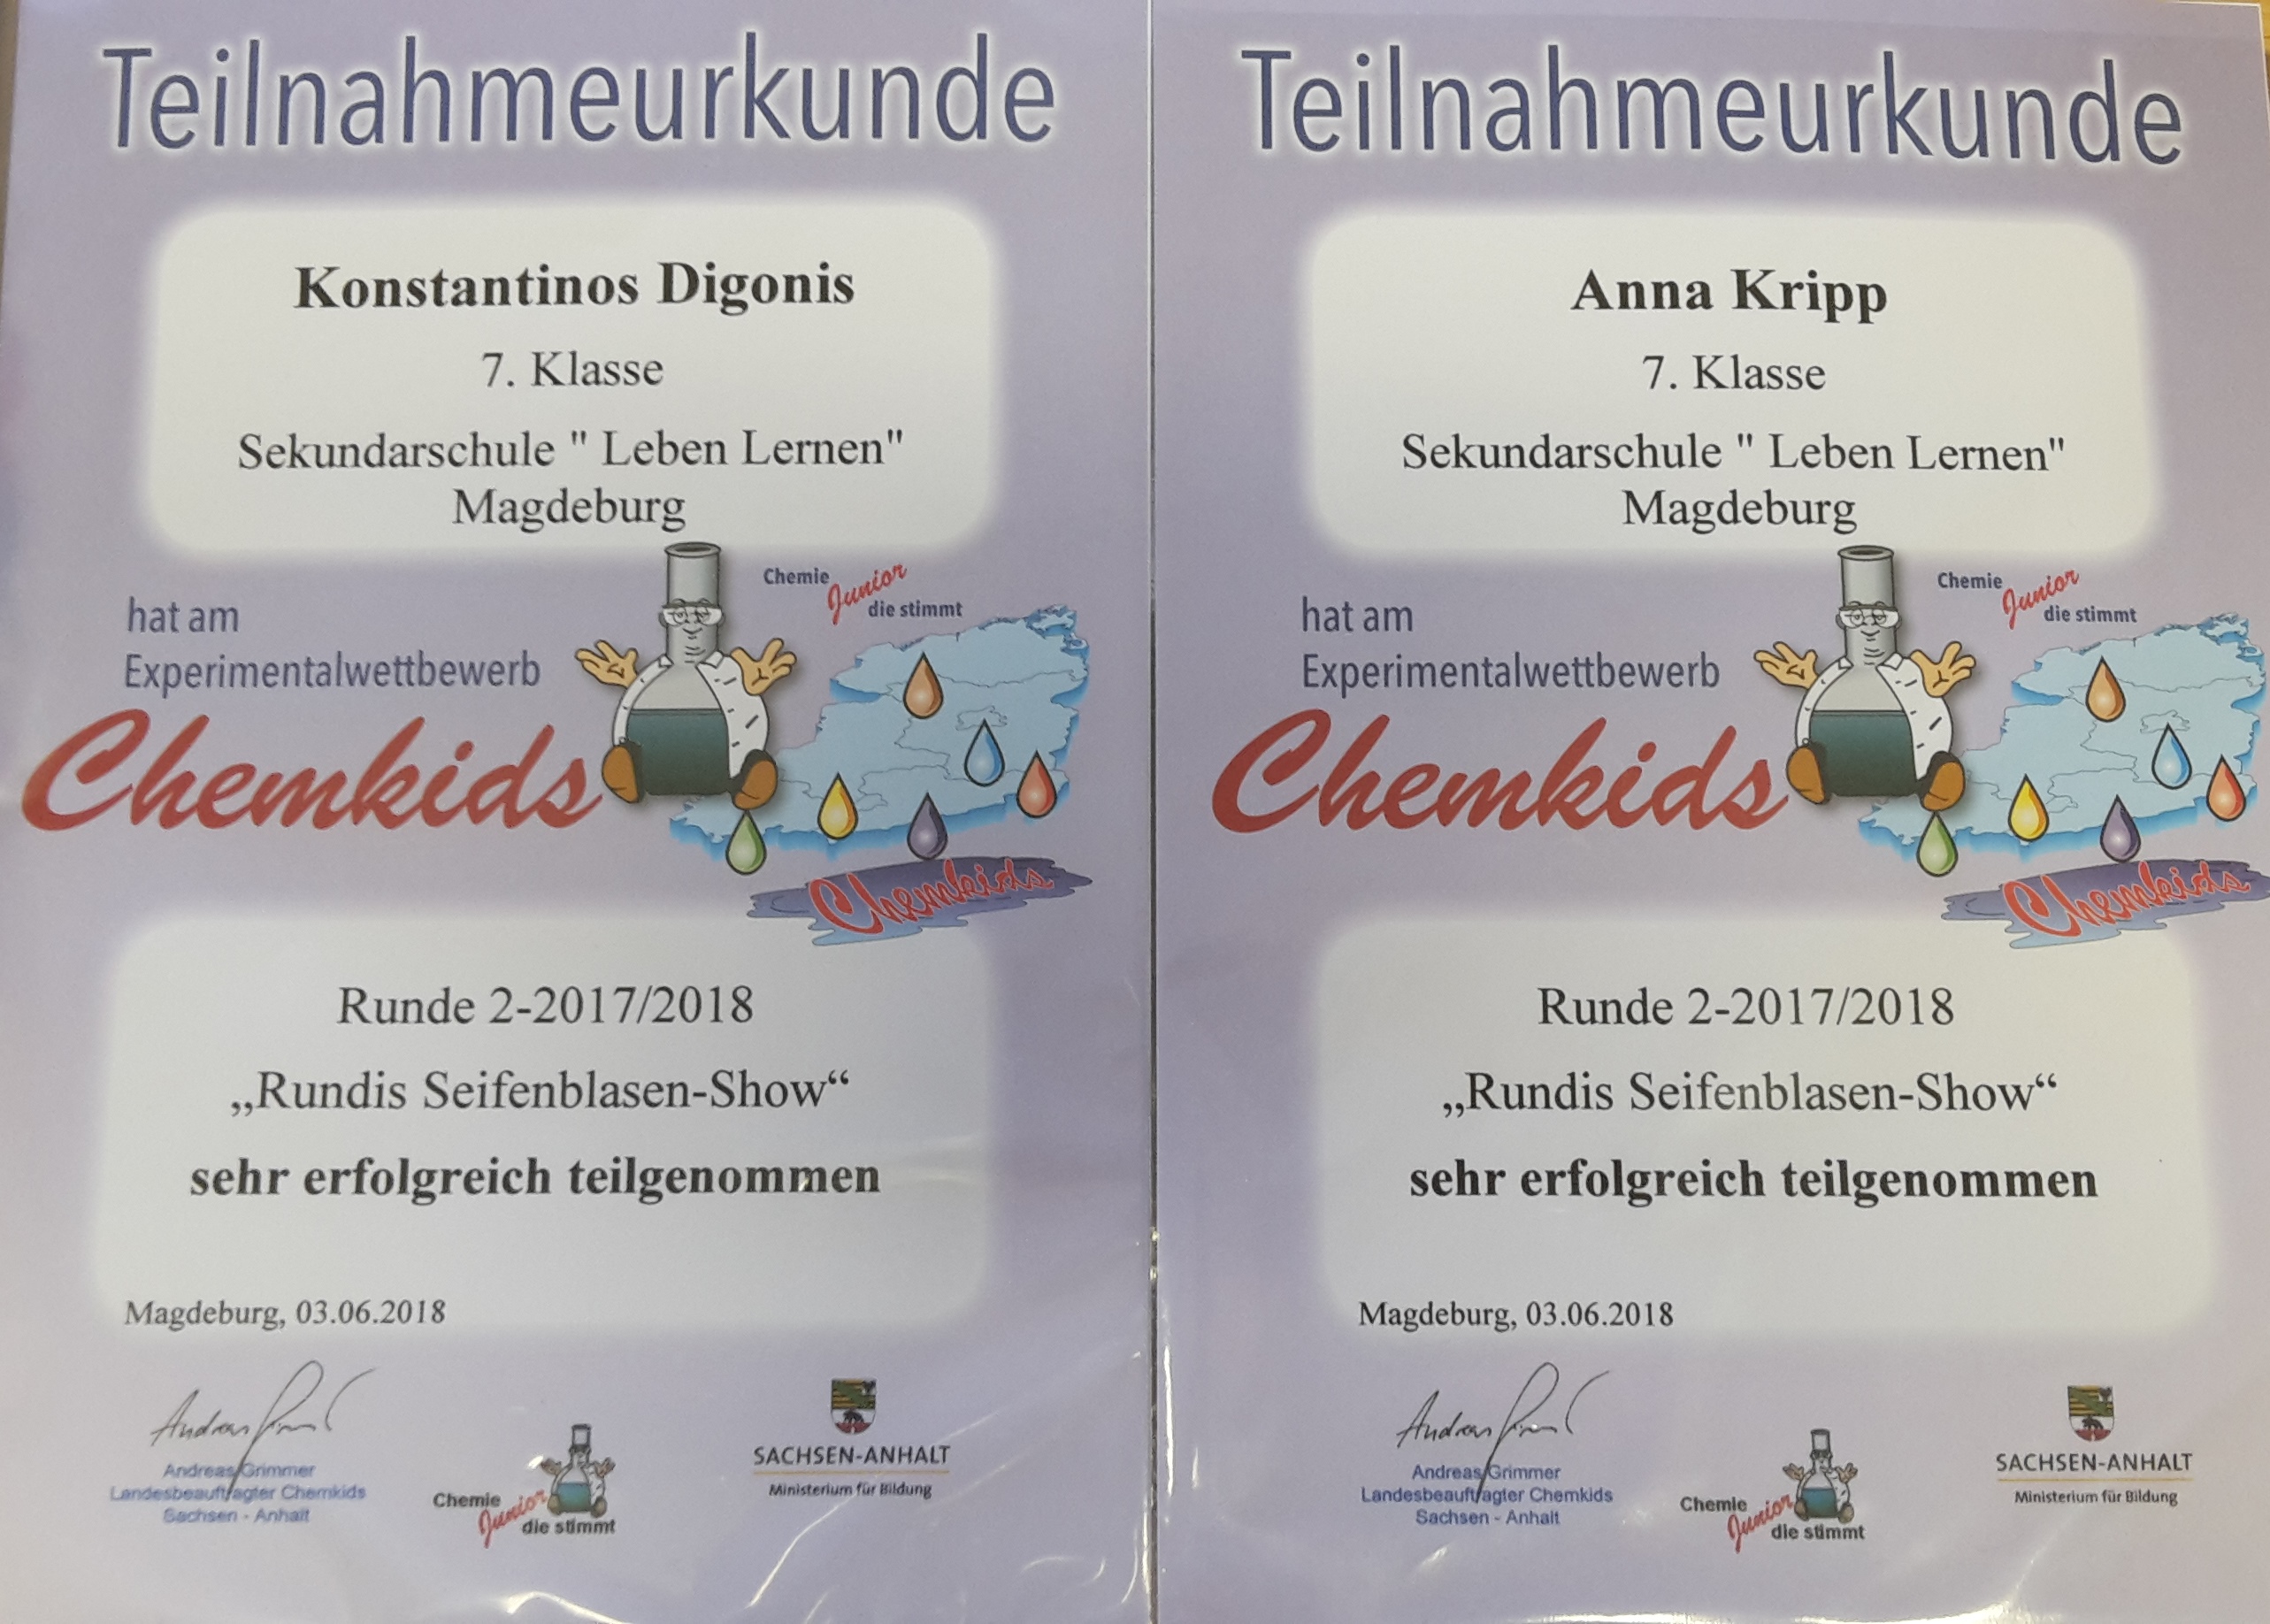 Teilnahmeurkunde
Konstantinos Digonis
7. Klasse
Sekundarschule " Leben Lernen"
Magdeburg
hat am
Experimentalwettbewerb
Chemkids
Chemie
Junior
die stimmt
Chemkids
Runde 2-2017/2018
„Rundis Seifenblasen-Show“
sehr erfolgreich teilgenommen
Magdeburg, 03.06.2018
Andreas Grimmer
Landesbeauftragter Chemkids
Sachsen - Anhalt
Chemie
Junior
die stimmt
SACHSEN-ANHALT
Ministerium für Bildung
Teilnahmeurkunde
Anna Kripp
7. Klasse
Sekundarschule " Leben Lernen"
Magdeburg
hat am
Experimentalwettbewerb
Chemkids
Chemie
Junior
die stimmt
Chemkids
Runde 2-2017/2018
„Rundis Seifenblasen-Show“
sehr erfolgreich teilgenommen
Magdeburg, 03.06.2018
Andreas Grimmer
Landesbeauftragter Chemkids
Sachsen - Anhalt
Chemie
Junior
die stimmt
SACHSEN-ANHALT
Ministerium für Bildung